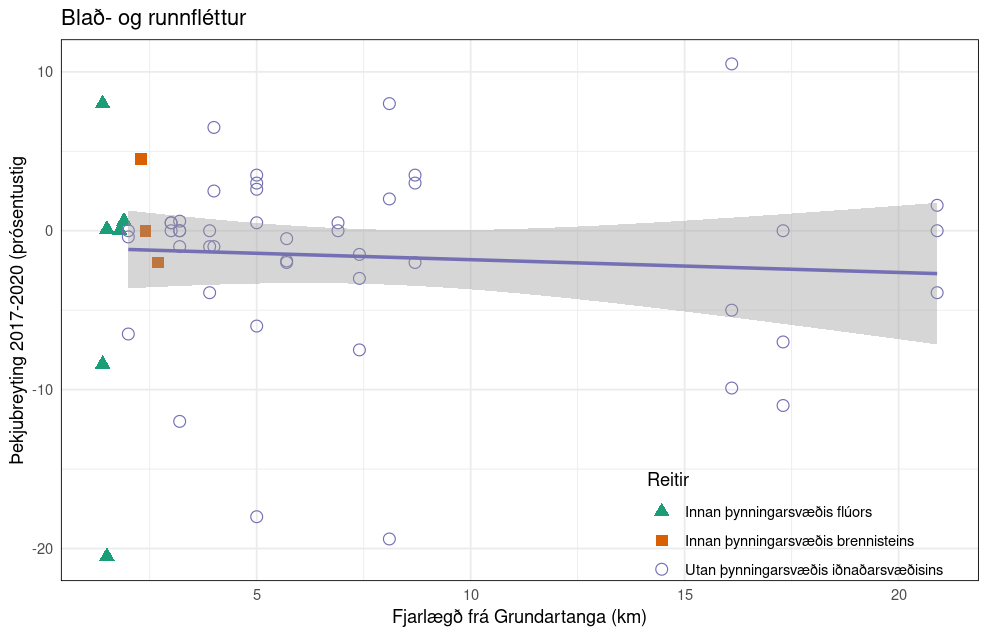 Blað- og runnfléttur
Þekjubreyting 2017-2020 (prósentustig)
10
0
-10
-20
5
10
15
20
Fjarlægð frá Grundartanga (km)
Reitir
Innan þynningarsvæðis flúors
Innan þynningarsvæðis brennisteins
Utan þynningarsvæðis iðnaðarsvæðisins